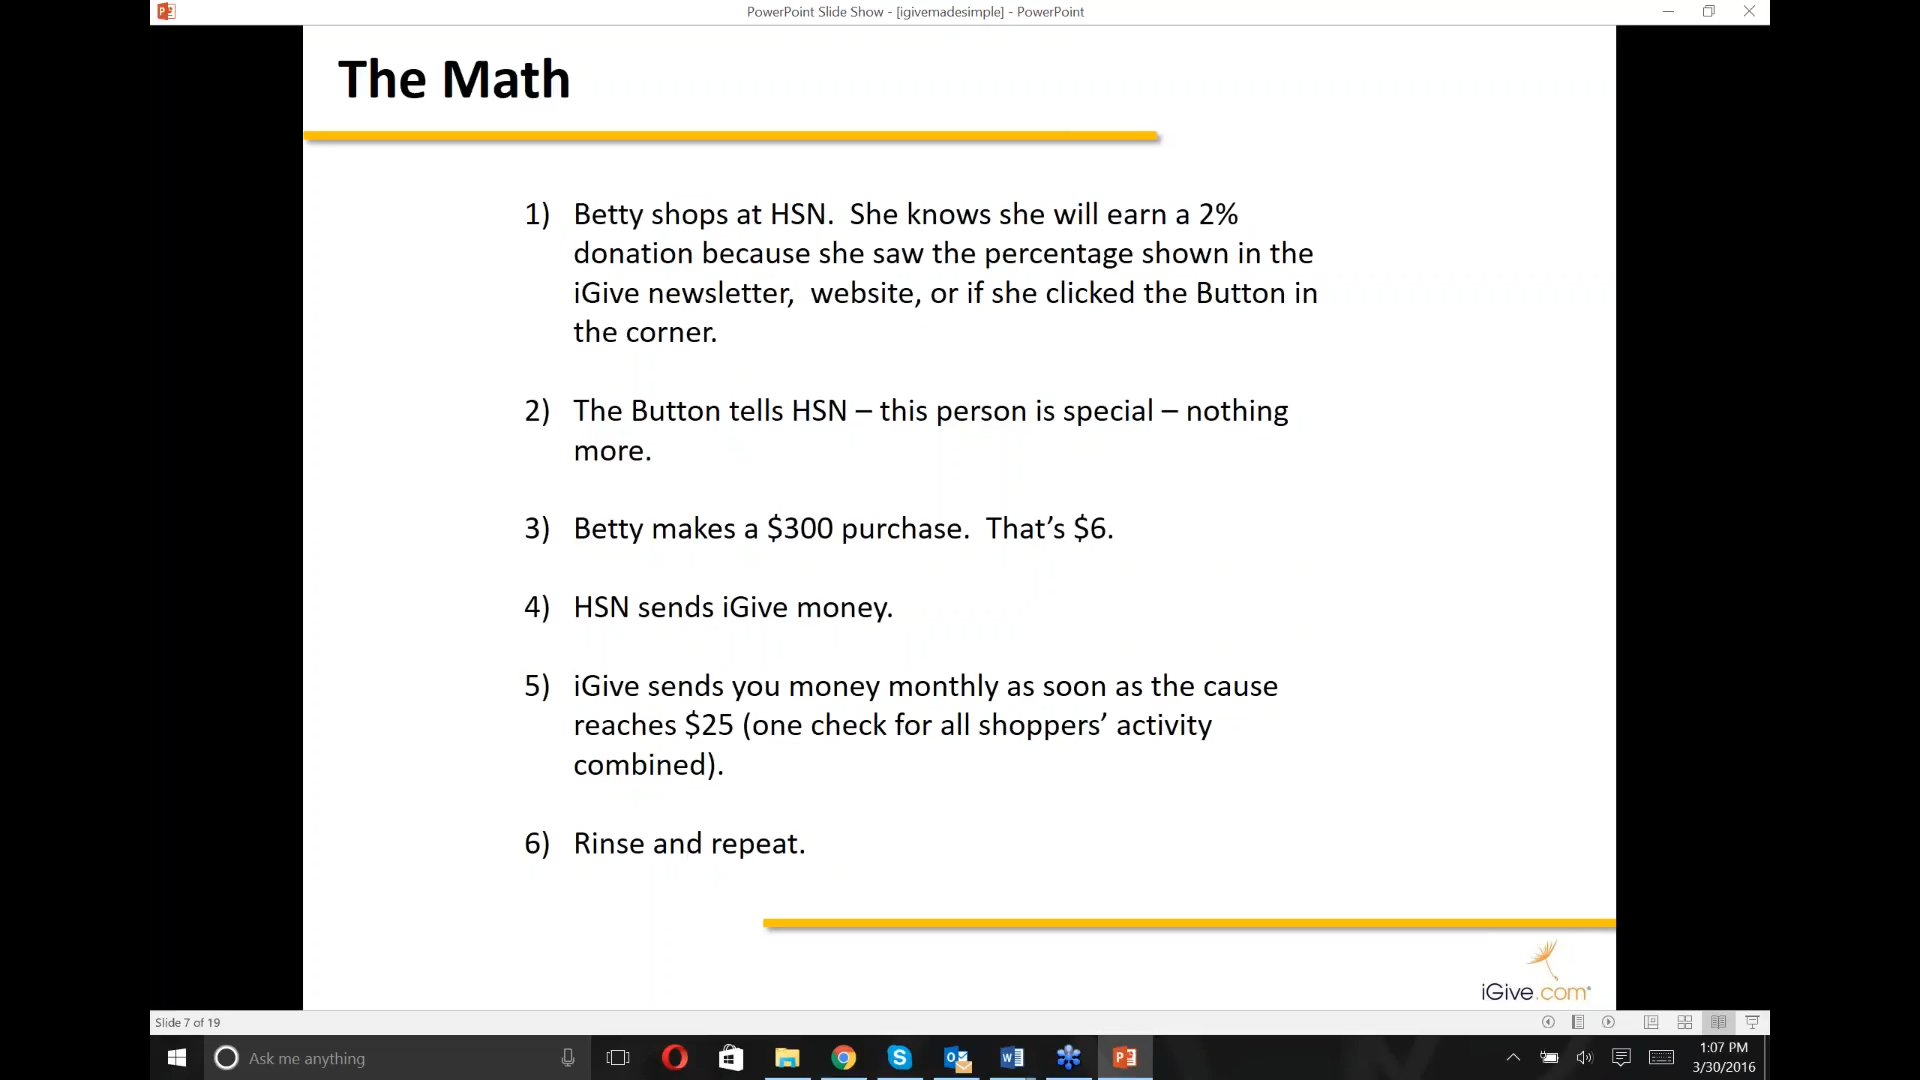 PowerPoint Slide Show - [igivemadesimple] - PowerPoint
The Math
1) Betty shops at HSN.  She knows she will earn a 2%
donation because she saw the percentage shown in the
iGive newsletter,  website, or if she clicked the Button in
the corner.
2) The Button tells HSN – this person is special – nothing
more.
3) Betty makes a $300 purchase.  That’s $6.
4) HSN sends iGive money.
5) iGive sends you money monthly as soon as the cause
reaches $25 (one check for all shoppers’ activity
combined).
6) Rinse and repeat.
iGive.com®
Slide 7 of 19
Ask me anything
1:07 PM
3/30/2016